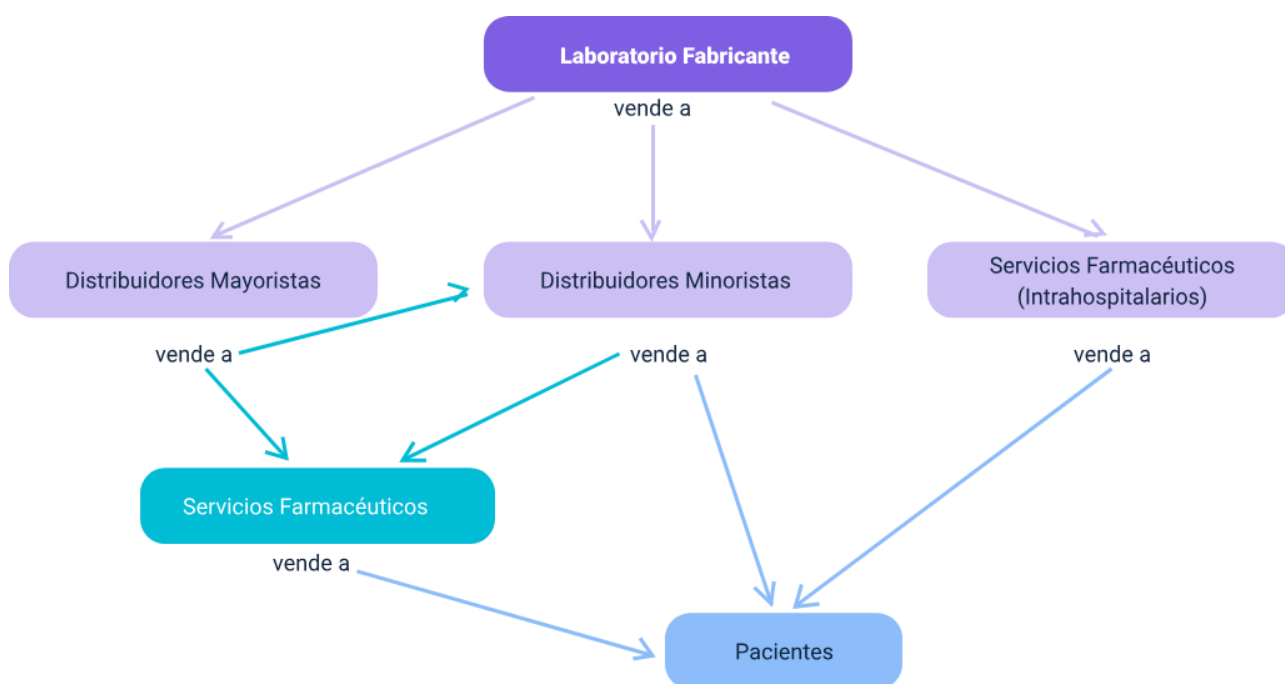 Laboratorio Fabricante
vende a
Distribuidores Mayoristas
Distribuidores Minoristas
Servicios Farmacéuticos
(Intrahospitalarios)
vende a
vende a
vende a
Servicios Farmacéuticos
vende a
Pacientes